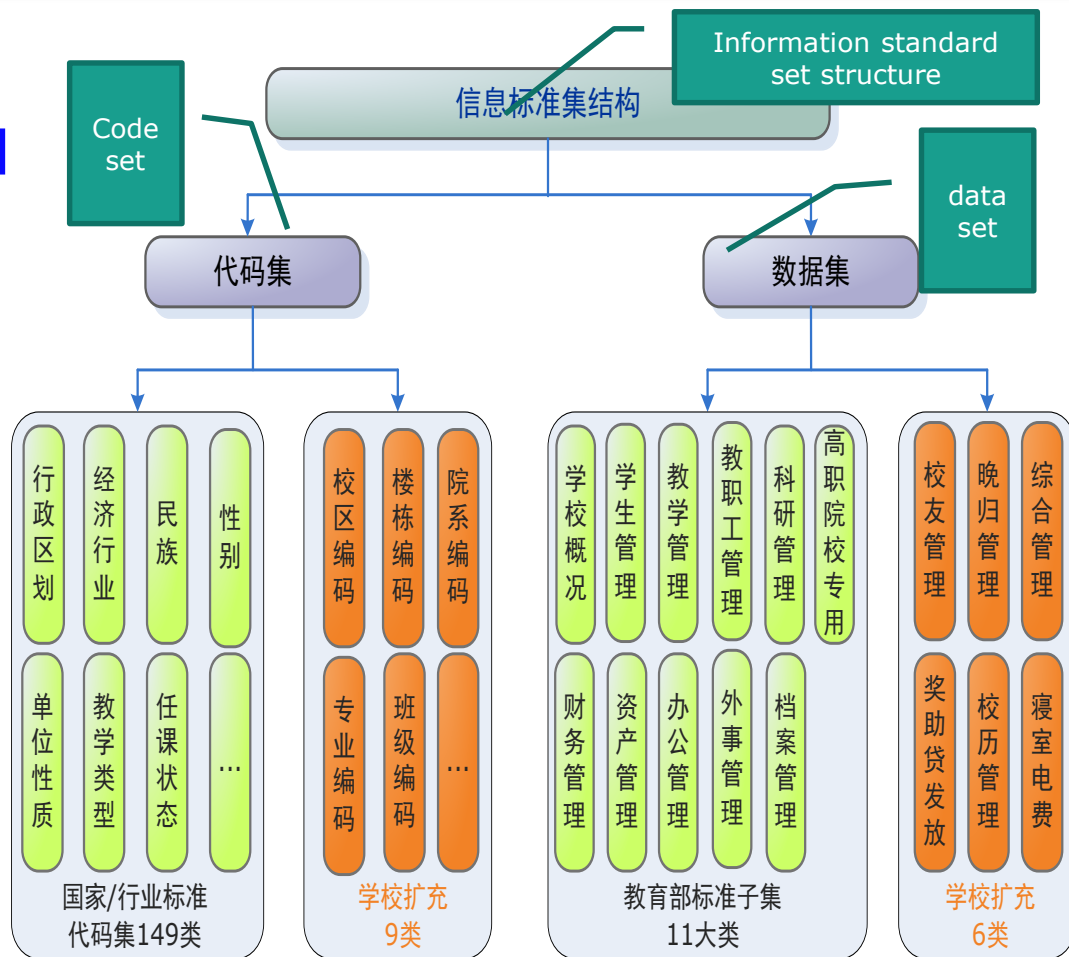 Information standard
set structure
信息标准集结构
Code
set
data
set
代码集
数据集
行政区划
经济行业
民族
性别
单位性质
教学类型
任课状态
...
国家/行业标准
代码集149类
校区编码
楼栋编码
院系编码
专业编码
班级编码
...
学校扩充
9类
学校概况
学生管理
教学管理
教职工管理
科研管理
高职院校专用
财务管理
资产管理
办公管理
外事管理
档案管理
教育部标准子集
11大类
校友管理
晚归管理
综合管理
奖助贷发放
校历管理
寝室电费
学校扩充
6类